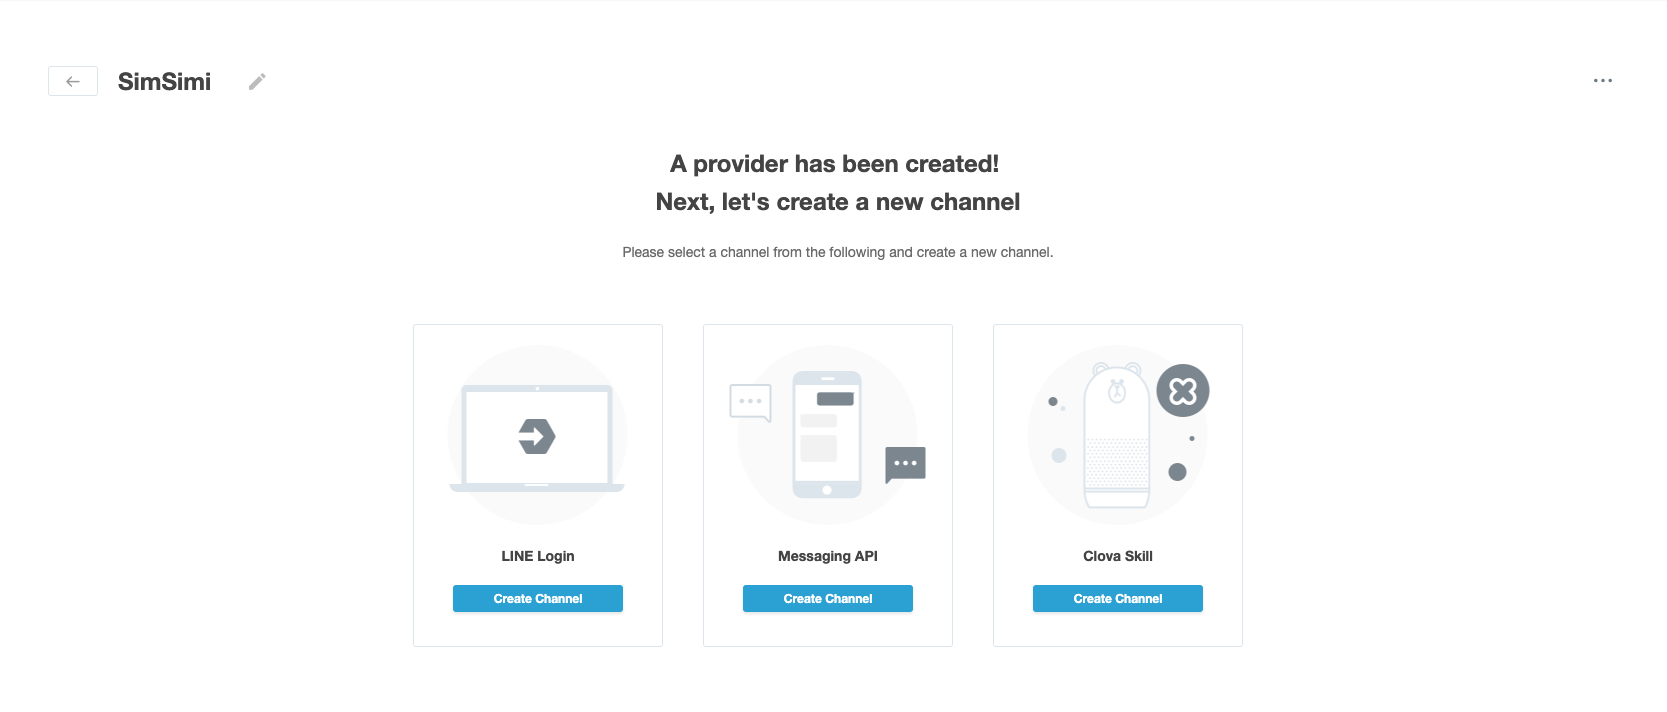 SimSimi
A provider has been created!
Next, let's create a new channel
Please select a channel from the following and create a new channel.
LINE Login
Create Channel
Messaging API
Create Channel
Clova Skill
Create Channel